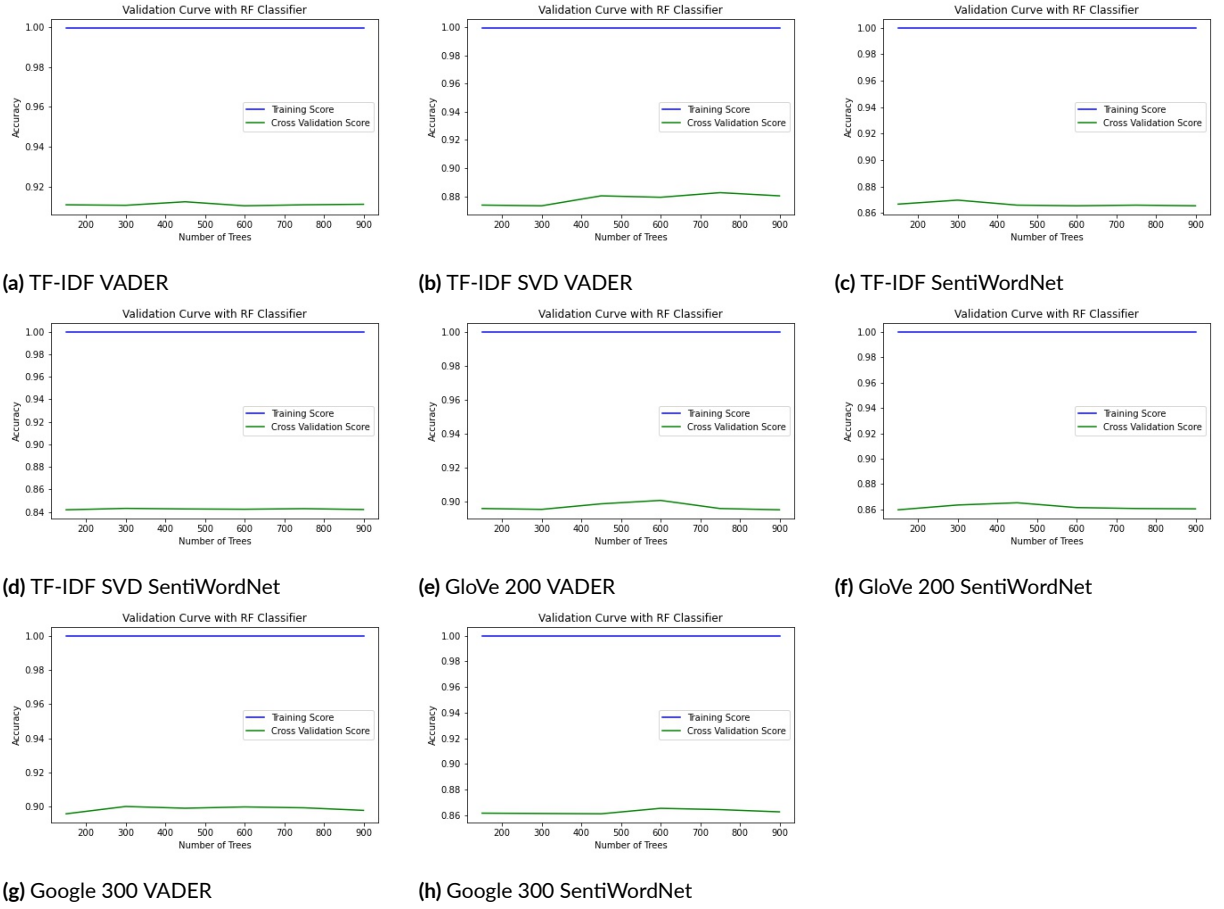 Validation Curve with RF Classifier
1.00
0.98
0.96
0.94
0.92
Accuracy
Training Score
Cross Validation Score
200 300 400 500 600 700 800 900
Number of Trees
(a) TF-IDF VADER
Validation Curve with RF Classifier
1.00
0.98
0.96
0.94
0.92
0.90
0.88
Accuracy
Training Score
Cross Validation Score
200 300 400 500 600 700 800 900
Number of Trees
(b) TF-IDF SVD VADER
Validation Curve with RF Classifier
1.00
0.98
0.96
0.94
0.92
0.90
0.88
0.86
Accuracy
Training Score
Cross Validation Score
200 300 400 500 600 700 800 900
Number of Trees
(c) TF-IDF SentiWordNet
Validation Curve with RF Classifier
1.00
0.98
0.96
0.94
0.92
0.90
0.88
0.86
0.84
Accuracy
Training Score
Cross Validation Score
200 300 400 500 600 700 800 900
Number of Trees
(d) TF-IDF SVD SentiWordNet
Validation Curve with RF Classifier
1.00
0.98
0.96
0.94
0.92
0.90
Accuracy
Training Score
Cross Validation Score
200 300 400 500 600 700 800 900
Number of Trees
(e) GloVe 200 VADER
Validation Curve with RF Classifier
1.00
0.98
0.96
0.94
0.92
0.90
0.88
0.86
Accuracy
Training Score
Cross Validation Score
200 300 400 500 600 700 800 900
Number of Trees
(f) GloVe 200 SentiWordNet
Validation Curve with RF Classifier
1.00
0.98
0.96
0.94
0.92
0.90
Accuracy
Training Score
Cross Validation Score
200 300 400 500 600 700 800 900
Number of Trees
(g) Google 300 VADER
Validation Curve with RF Classifier
1.00
0.98
0.96
0.94
0.92
0.90
0.88
0.86
Accuracy
Training Score
Cross Validation Score
200 300 400 500 600 700 800 900
Number of Trees
(h) Google 300 SentiWordNet